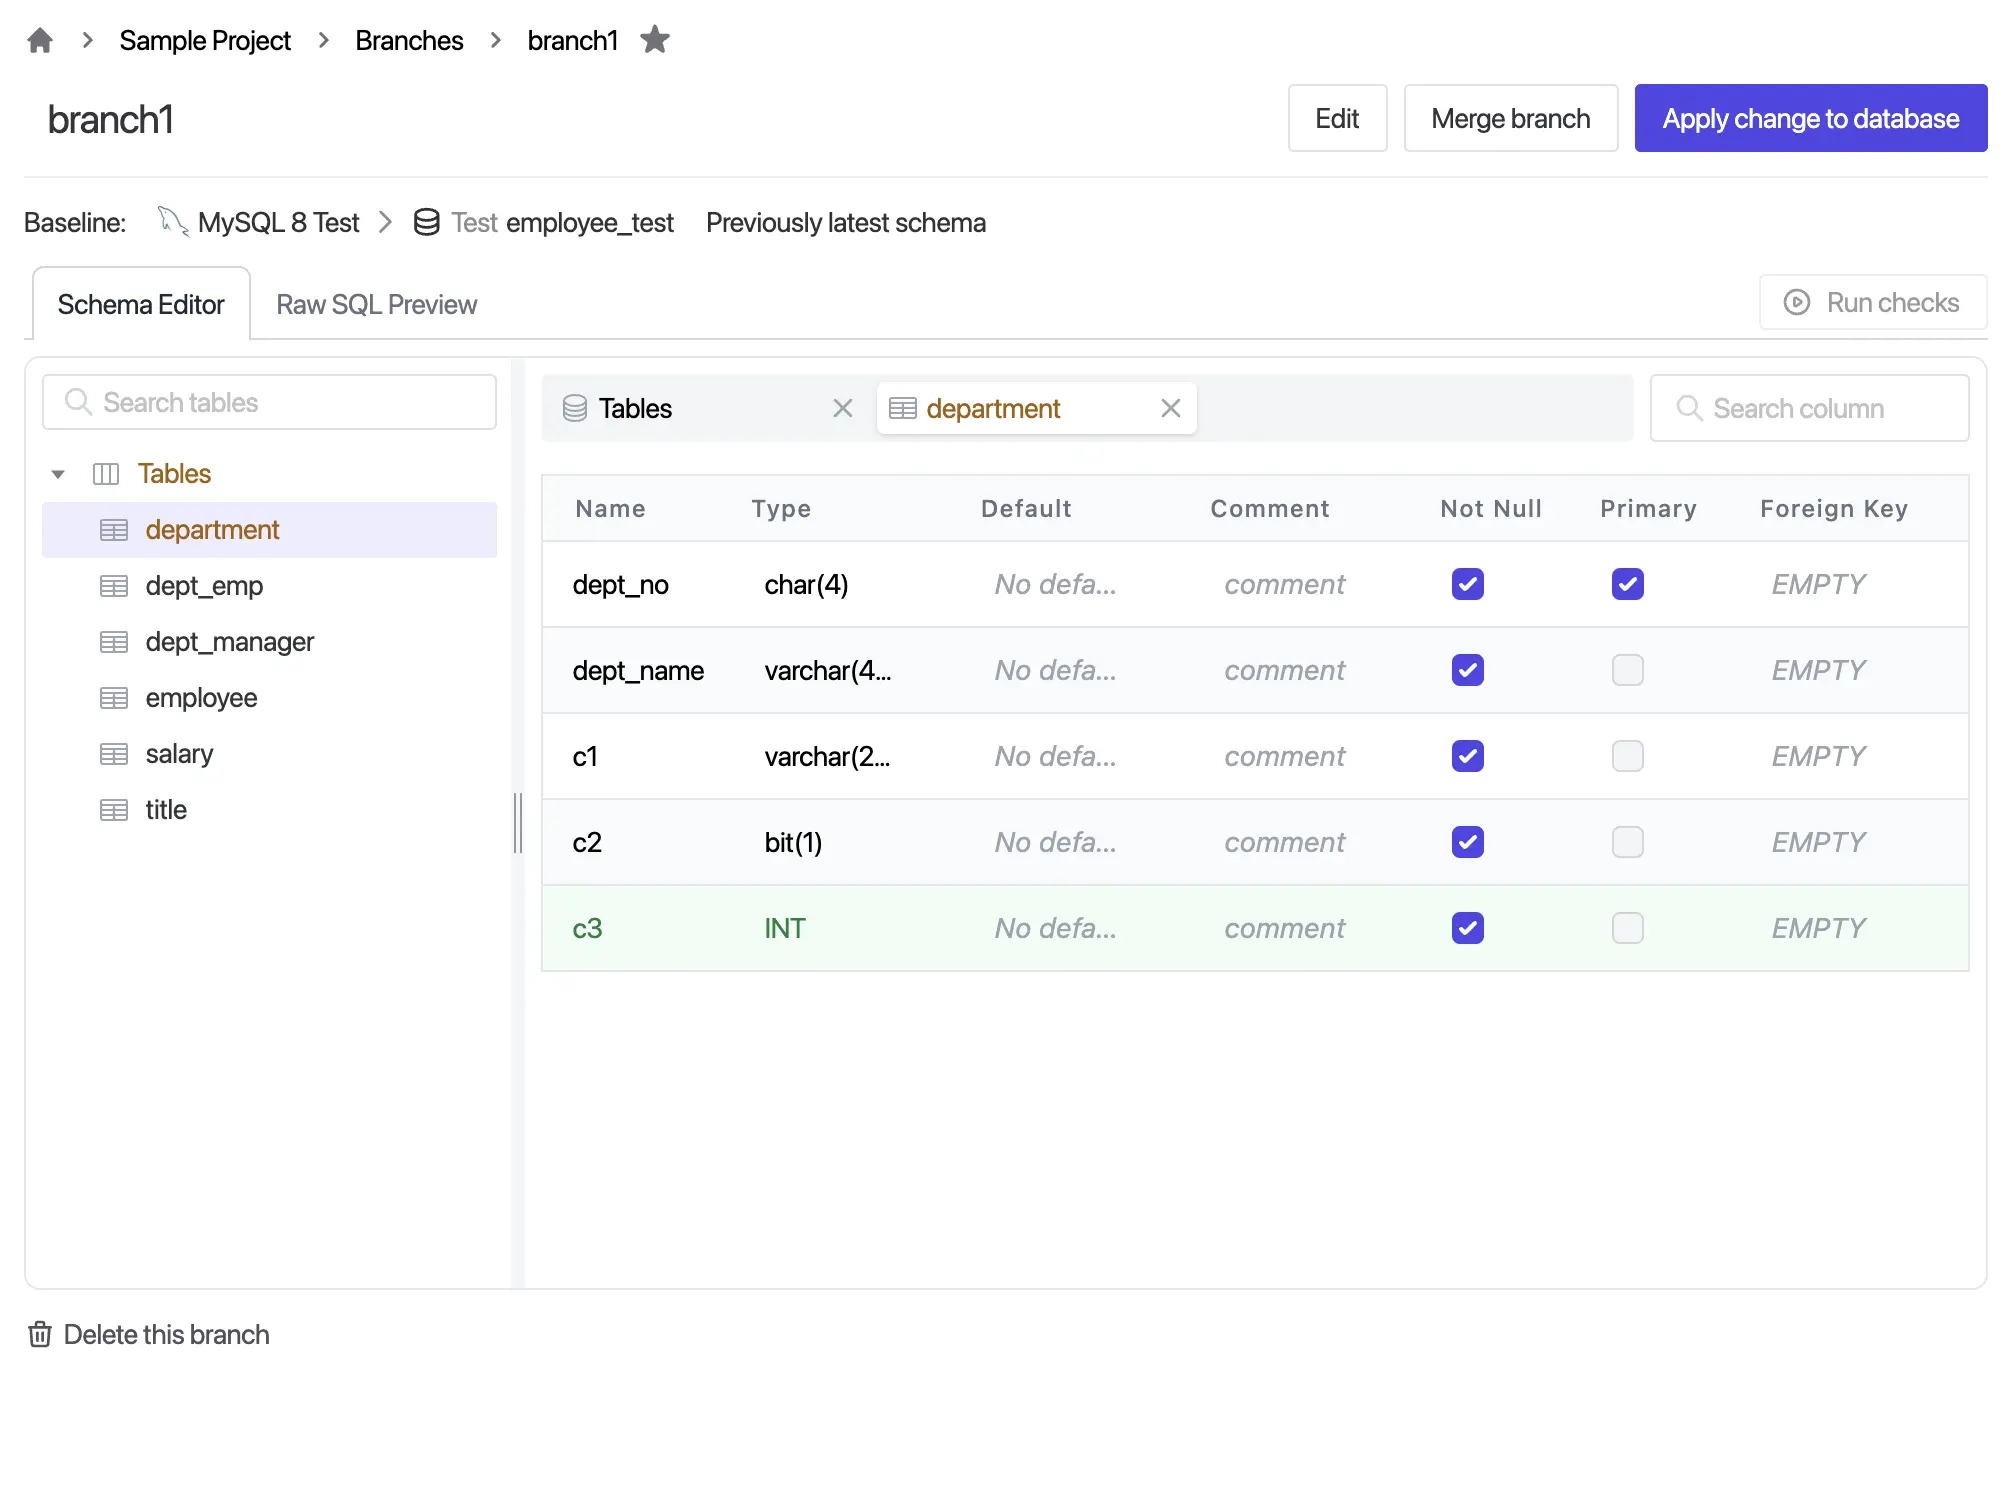 Sample Project Branches branch1
branch1
Edit Merge branch Apply change to database
Baseline: MySQL 8 Test Test employee_test Previously latest schema
Schema Editor Raw SQL Preview Run checks
Search tables
Tables
department
dept_emp
dept_manager
employee
salary
title
Tables department Search column
Name Type Default Comment Not Null Primary Foreign Key
dept_no char(4) No defa... comment EMPTY
dept_name varchar(4... No defa... comment EMPTY
c1 varchar(2... No defa... comment EMPTY
c2 bit(1) No defa... comment EMPTY
c3 INT No defa... comment EMPTY
Delete this branch